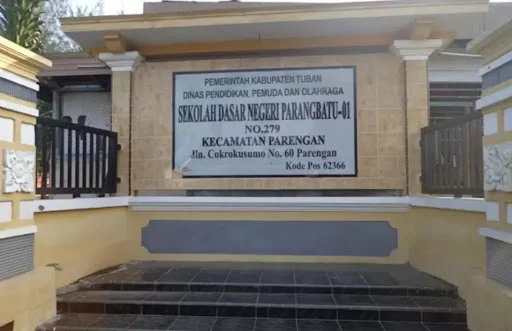 PEMERINTAH KABUPATEN TUBAN
DINAS PENDIDIKAN, PEMUDA DAN OLAHRAGA
SEKOLAH DASAR NEGERI PARANGBATU-01
NO.279
KECAMATAN PARENGAN
Jln. Cokrokusumo No. 60 Parengan
Kode Pos 62366